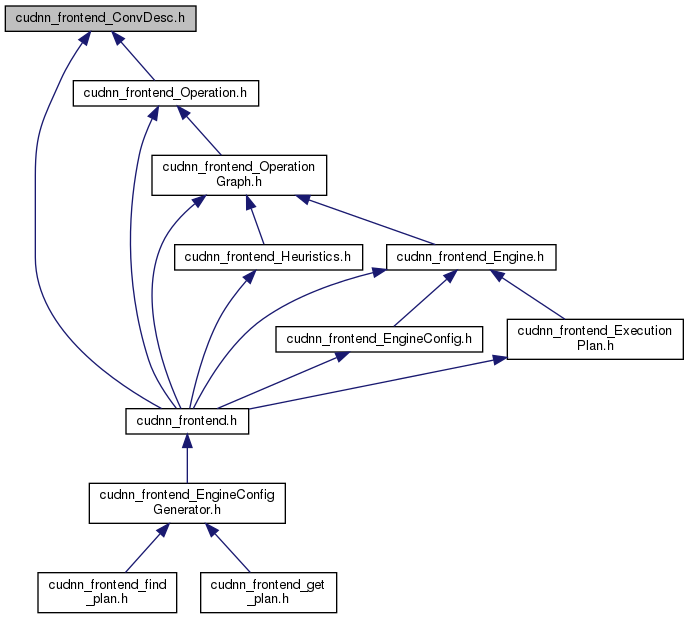 cudnn_frontend_ConvDesc.h
cudnn_frontend_Operation.h
cudnn_frontend_Operation
Graph.h
cudnn_frontend_Heuristics.h
cudnn_frontend_Engine.h
cudnn_frontend_EngineConfig.h
cudnn_frontend_Execution
Plan.h
cudnn_frontend.h
cudnn_frontend_EngineConfig
Generator.h
cudnn_frontend_find
_plan.h
cudnn_frontend_get
_plan.h